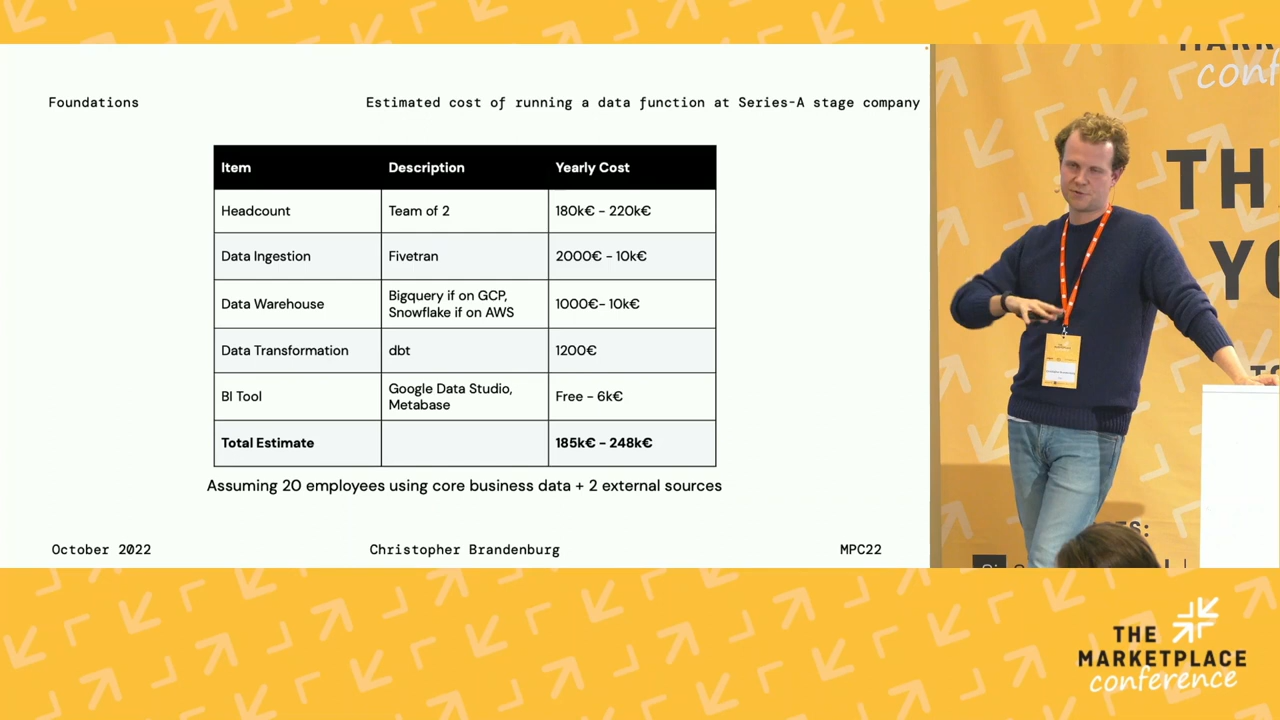 Foundations
Estimated cost of running a data function at Series-A stage company
Item Description Yearly Cost
Headcount Team of 2 180k€ - 220k€
Data Ingestion Fivetran 2000€ - 10k€
Data Warehouse Bigquery if on GCP, 1000€- 10k€
Snowflake if on AWS
Data Transformation dbt 1200€
BI Tool Google Data Studio, Free - 6k€
Metabase
Total Estimate 185k€ - 248k€
Assuming 20 employees using core business data + 2 external sources
October 2022
Christopher Brandenburg
MPC22
conf
TH
YO
THE
MARKETPLACE
conference